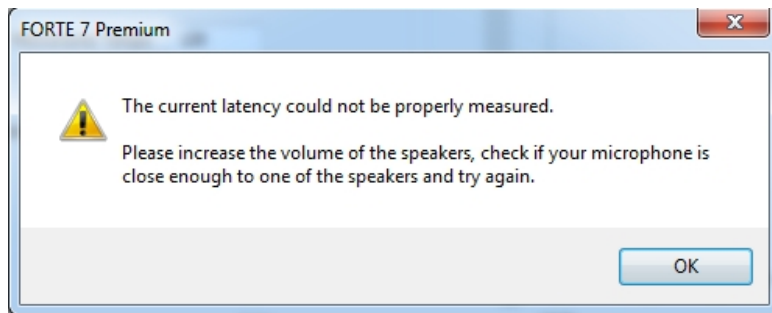 FORTE 7 Premium
The current latency could not be properly measured.
Please increase the volume of the speakers, check if your microphone is
close enough to one of the speakers and try again.
OK